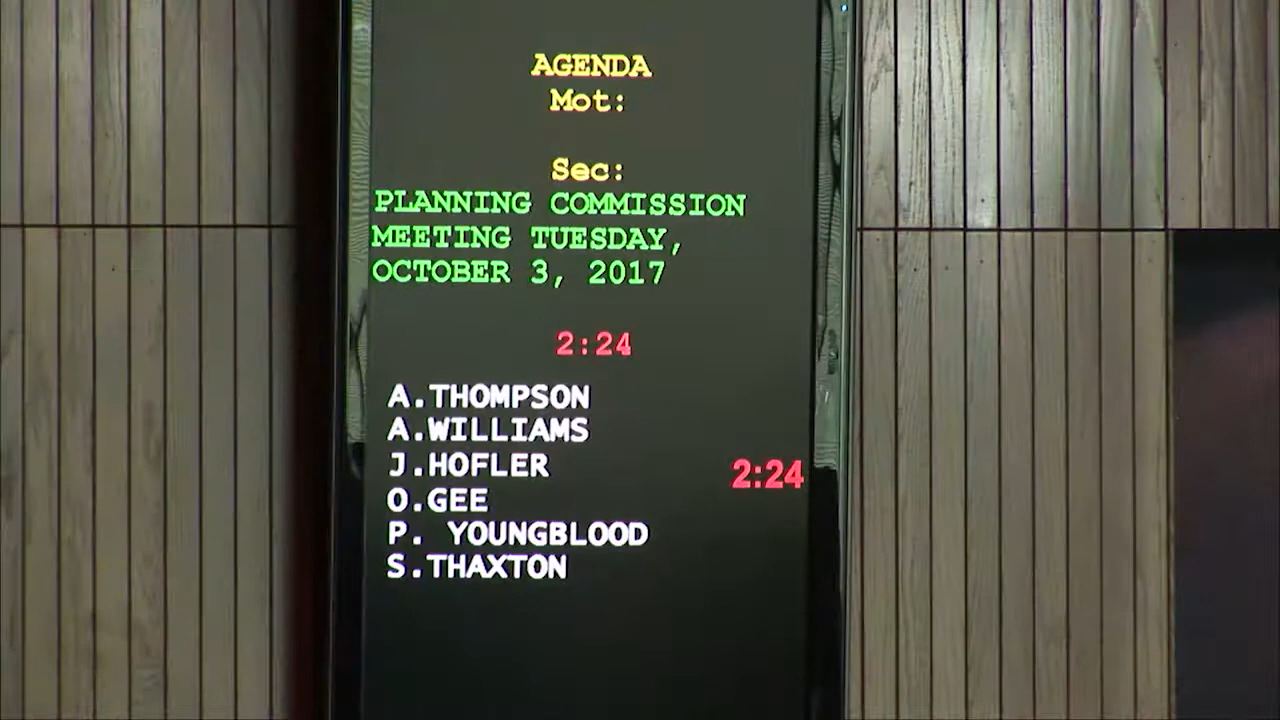 AGENDA
Mot:
Sec:
PLANNING COMMISSION
MEETING TUESDAY,
OCTOBER 3, 2017
2:24
A.THOMPSON
A.WILLIAMS
J.HOFLER
2:24
O.GEE
P. YOUNGBLOOD
S.THAXTON